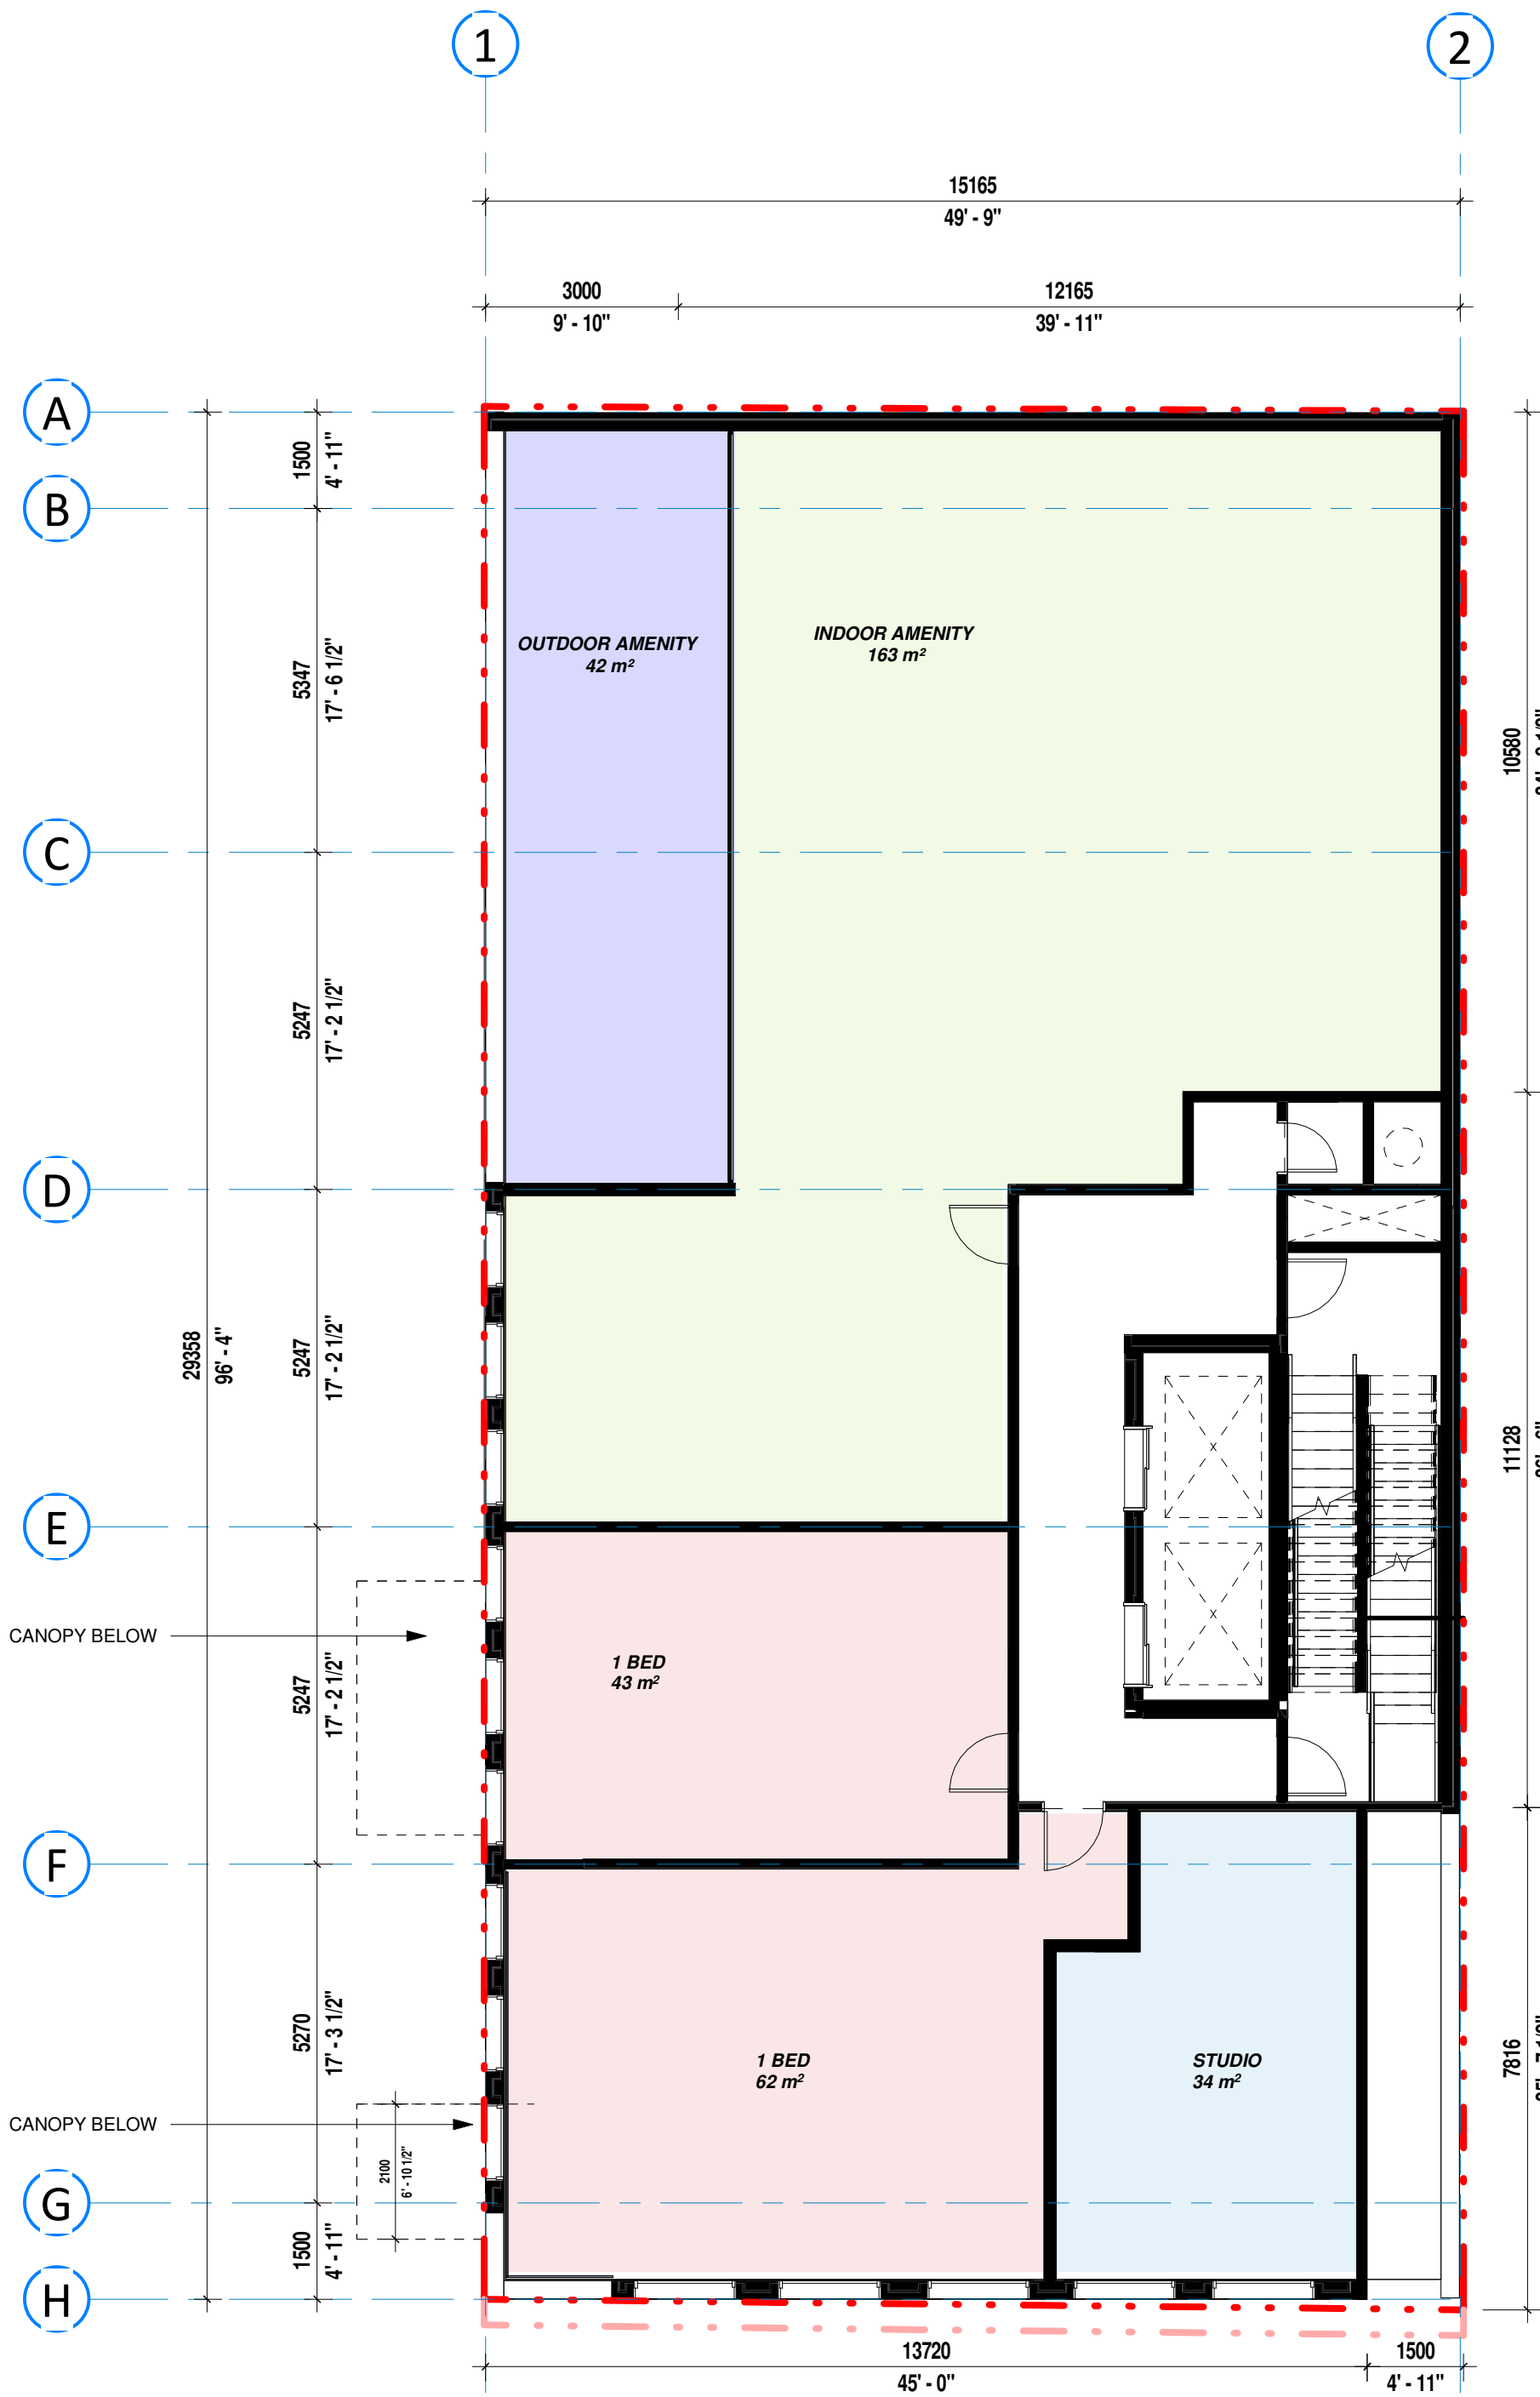 1
2
15165
49' - 9"
3000
9' - 10"
12165
39' - 11"
A
1500
4' - 11"
B
5347
17' - 6 1/2"
OUTDOOR AMENITY
42 m²
INDOOR AMENITY
163 m²
10580
C
5247
17' - 2 1/2"
D
29358
96' - 4"
5247
17' - 2 1/2"
11128
E
CANOPY BELOW
5247
17' - 2 1/2"
1 BED
43 m²
F
5270
17' - 3 1/2"
1 BED
62 m²
STUDIO
34 m²
7816
CANOPY BELOW
2100
6' - 10 1/2"
G
1500
4' - 11"
H
13720
45' - 0"
1500
4' - 11"